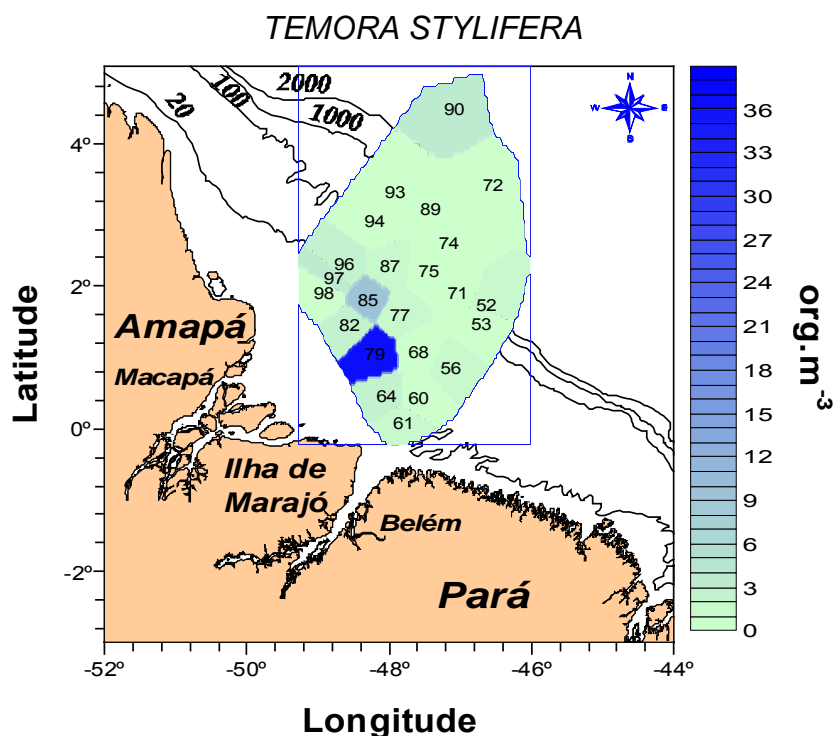 TEMORA STYLIFERA
2000
1000
100
20
N
W
E
S
90
93
72
94
89
74
96
87
75
97
98
85
71
52
77
53
82
79
68
56
64
60
61
Amapá
Macapá
Ilha de
Marajó
Belém
Pará
4º
2º
0º
-2º
Latitude
-52º
-50º
-48º
-46º
-44º
Longitude
36
33
30
27
24
21
18
15
12
9
6
3
0
org.m-3